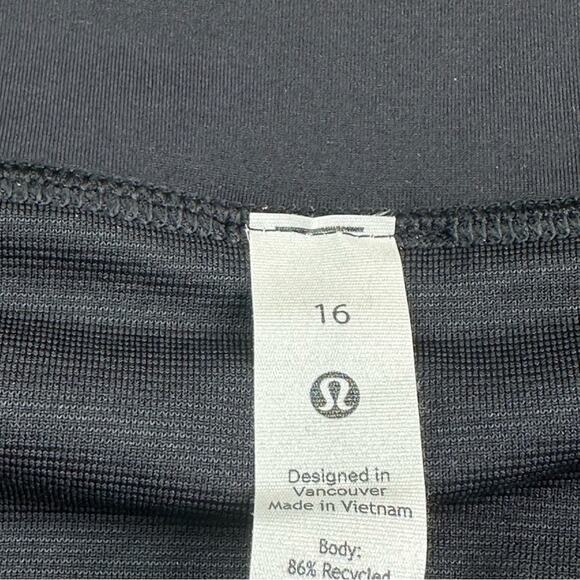 16
Designed in
Vancouver
Made in Vietnam
Body:
86% Recycled